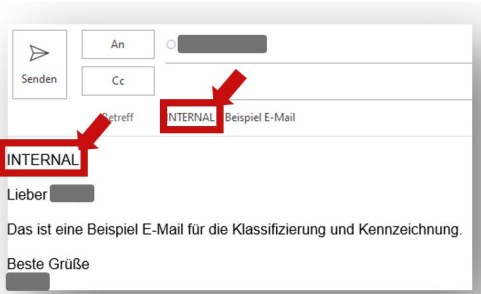 An
Senden
Cc
Betreff INTERNAL Beispiel E-Mail
INTERNAL
Lieber
Das ist eine Beispiel E-Mail für die Klassifizierung und Kennzeichnung.
Beste Grüße